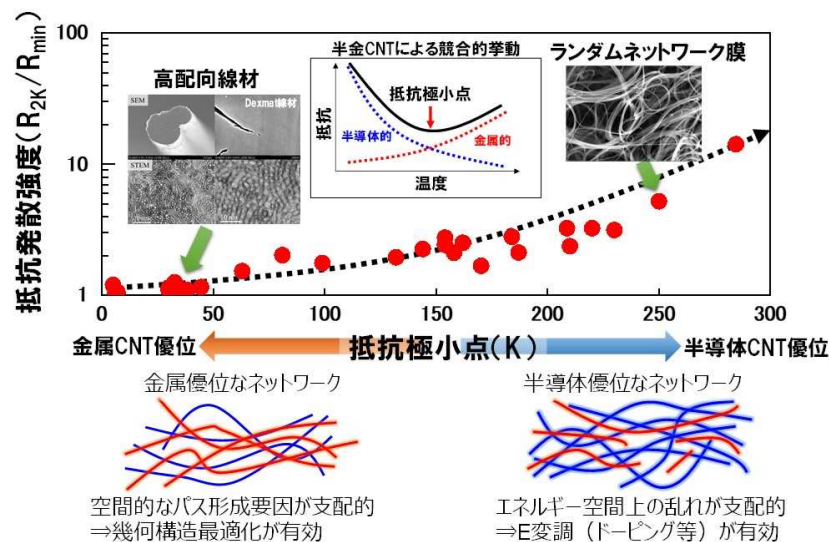 抵抗発散強度(R2K/Rmin)
100
10
1
高配向線材
SEM
Dexmat線材
STEM
半金CNTによる競合的挙動
抵抗極小点
抵抗
半導体的
金属的
温度
ランダムネットワーク膜
0
50
100
150
200
250
300
金属CNT優位
抵抗極小点(K)
半導体CNT優位
金属優位なネットワーク
半導体優位なネットワーク
空間的なパス形成要因が支配的
⇒幾何構造最適化が有効
エネルギー空間上の乱れが支配的
⇒E変調（ドーピング等）が有効